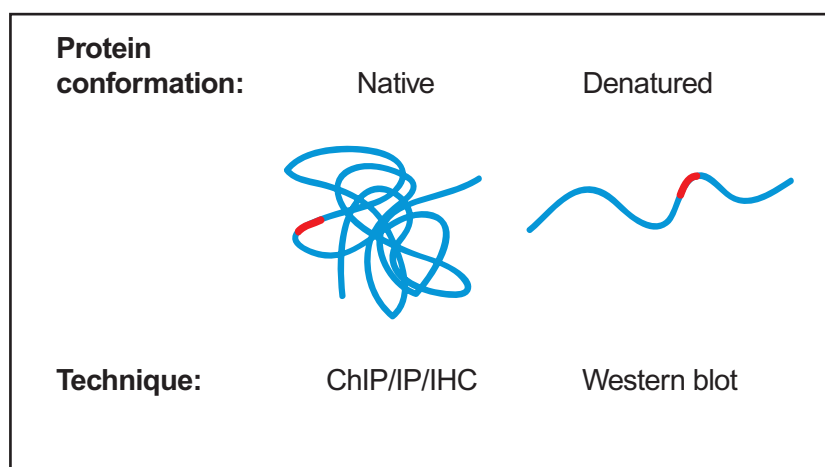 Protein
conformation: Native Denatured
Technique: ChIP/IP/IHC Western blot